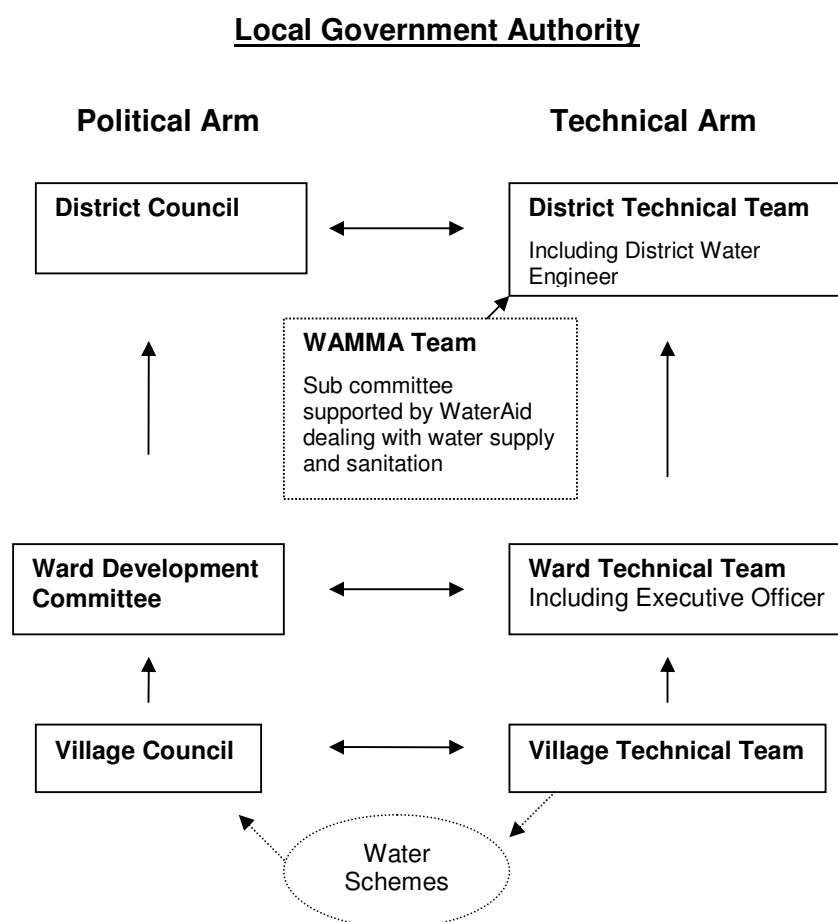 Local Government Authority
Political Arm
Technical Arm
District Council
District Technical Team
Including District Water
Engineer
WAMMA Team
Sub committee
supported by WaterAid
dealing with water supply
and sanitation
Ward Development
Committee
Ward Technical Team
Including Executive Officer
Village Council
Village Technical Team
Water
Schemes